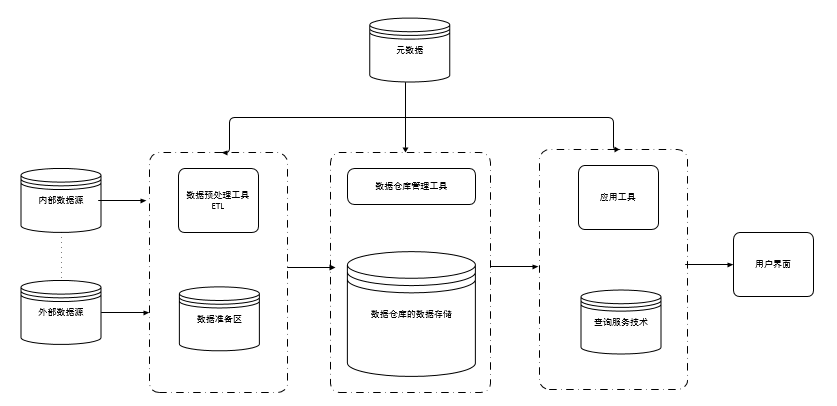 元数据
内部数据源
外部数据源
数据预处理工具
ETL
数据准备区
数据仓库管理工具
数据仓库的数据存储
应用工具
查询服务技术
用户界面